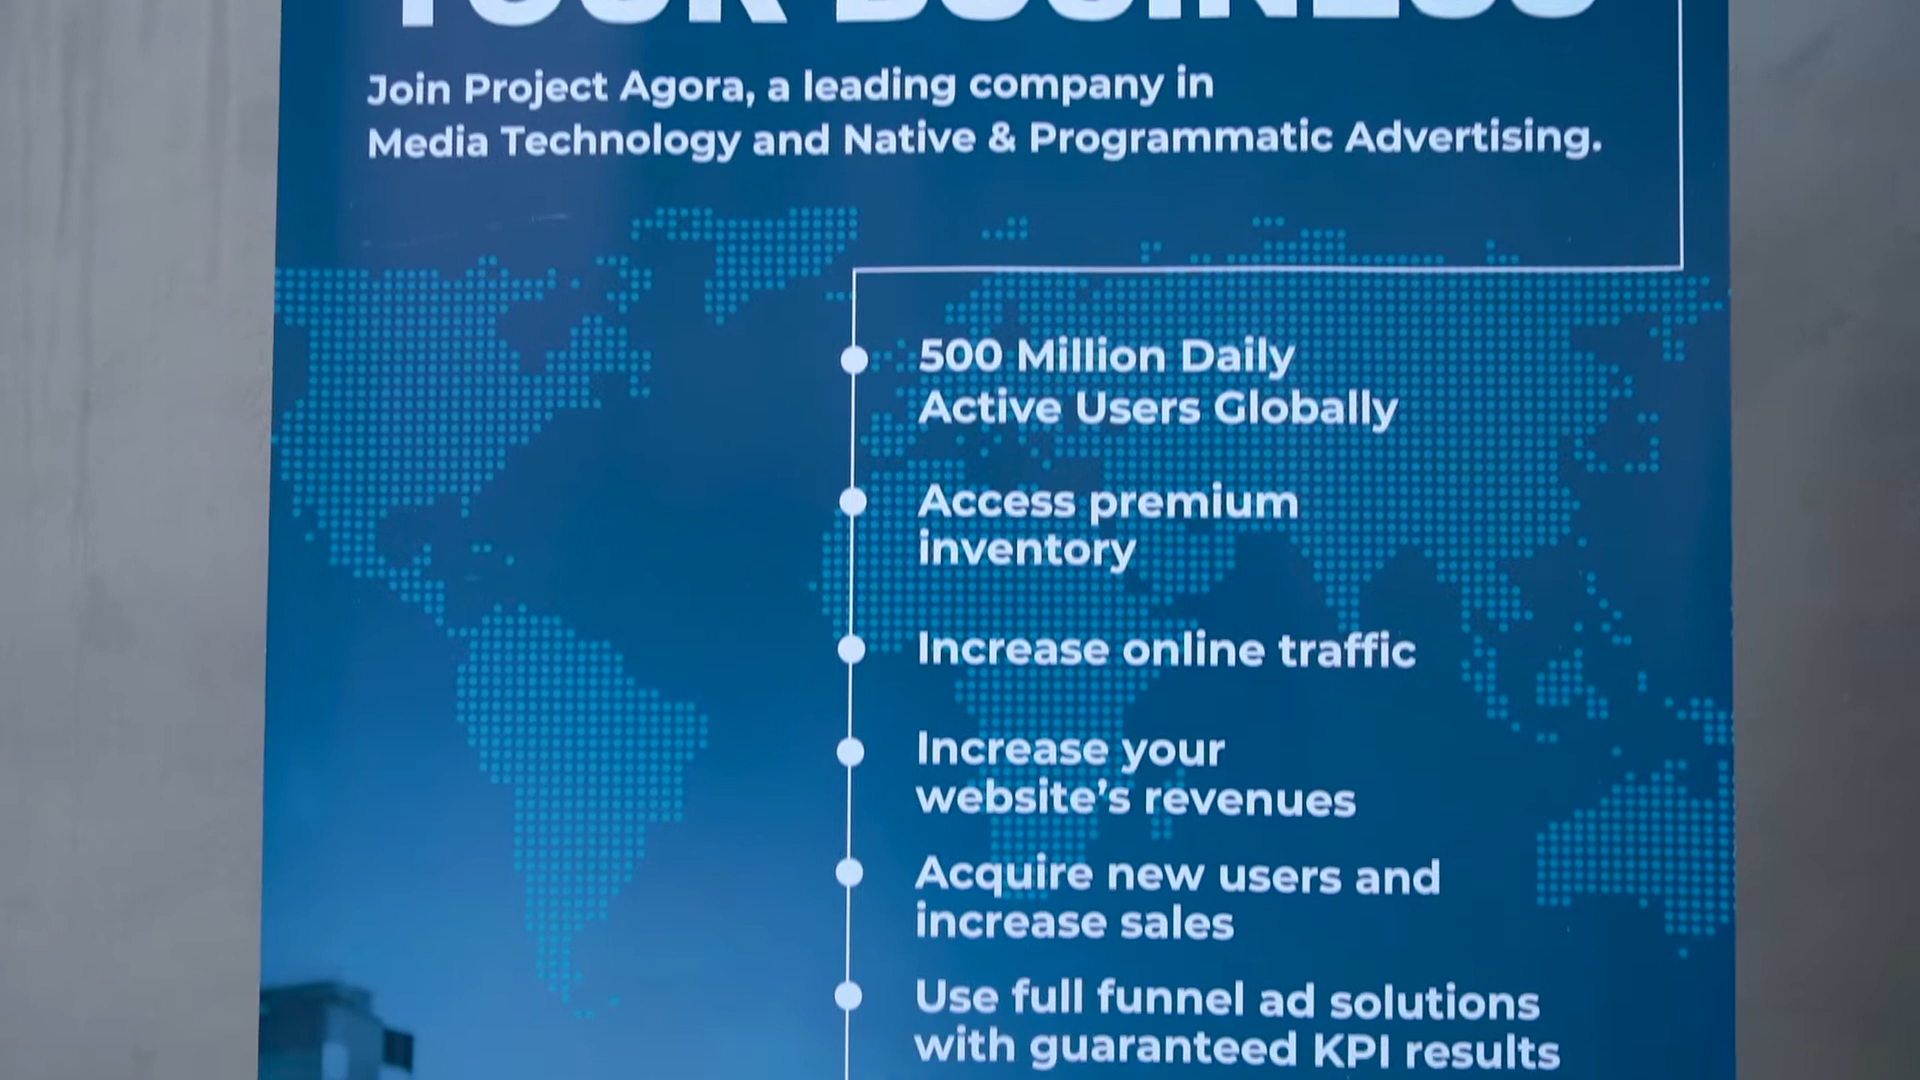 YOUR BUSINESS
Join Project Agora, a leading company in
Media Technology and Native & Programmatic Advertising.
500 Million Daily
Active Users Globally
Access premium
inventory
Increase online traffic
Increase your
website’s revenues
Acquire new users and
increase sales
Use full funnel ad solutions
with guaranteed KPI results